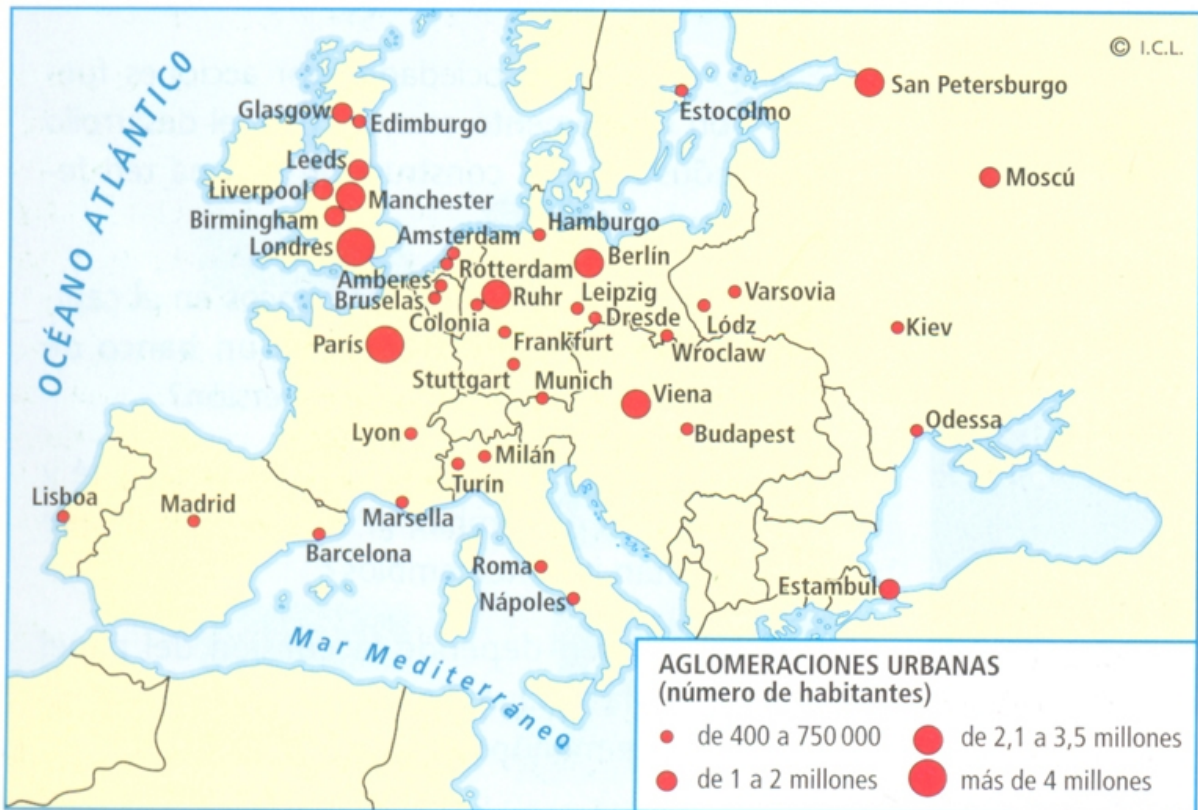 © I.C.L.
OCÉANO ATLÁNTICO
San Petersburgo
Estocolmo
Glasgow
Edimburgo
Moscú
Leeds
Liverpool
Manchester
Birmingham
Hamburgo
Amsterdam
Londres
Berlín
Rotterdam
Amberes
Ruhr
Leipzig
Varsovia
Bruselas
Dresde
Lódz
Colonia
Kiev
París
Frankfurt
Wroclaw
Stuttgart
Munich
Viena
Lyon
Budapest
Odessa
Milán
Turín
Lisboa
Madrid
Marsella
Barcelona
Roma
Estambul
Nápoles
Mar Mediterráneo
AGLOMERACIONES URBANAS
(número de habitantes)
de 400 a 750 000
de 2,1 a 3,5 millones
de 1 a 2 millones
más de 4 millones